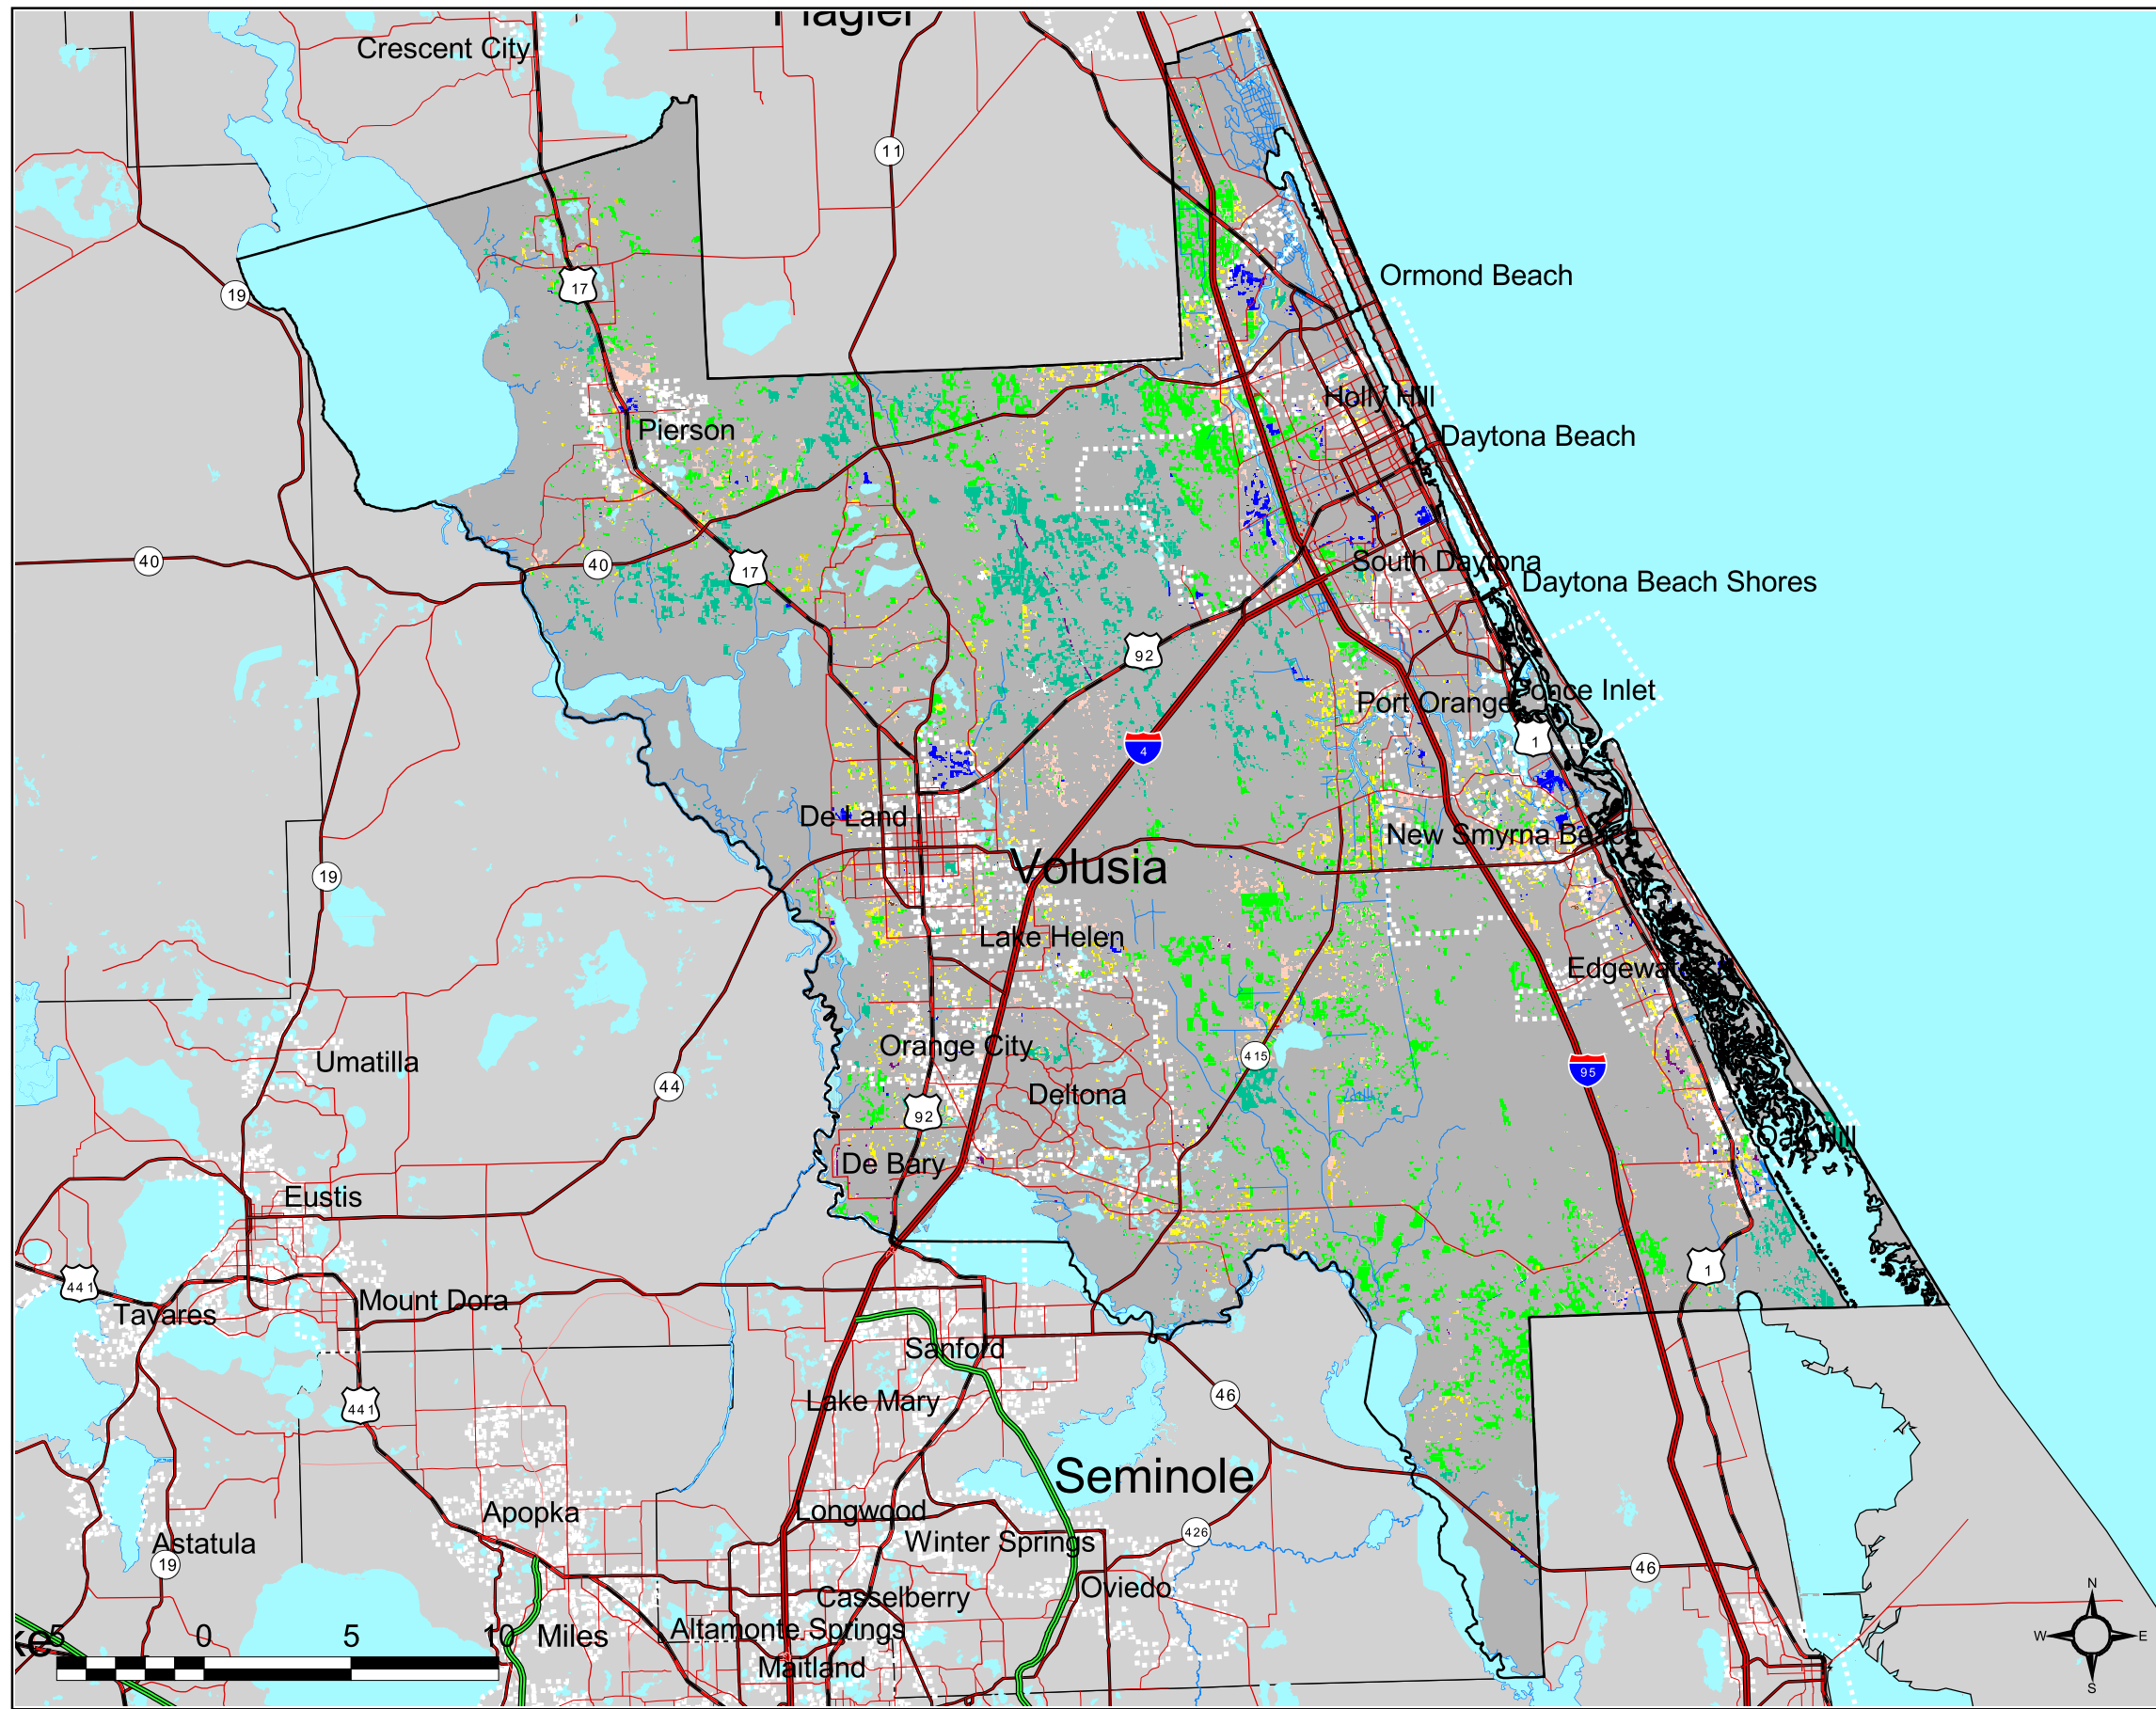 Flagler
Crescent City
11
Ormond Beach
17
19
Holly Hill
Pierson
Daytona Beach
40
40
17
South Daytona
Daytona Beach Shores
92
Ponce Inlet
Port Orange
1
4
De Land
New Smyrna Beach
Volusia
19
Lake Helen
Edgewater
Orange City
415
Umatilla
95
44
Deltona
92
Oak Hill
De Bary
Eustis
1
441
Mount Dora
Tavares
Sanford
46
Lake Mary
441
Seminole
Apopka
Longwood
426
Winter Springs
Astatula
19
46
Oviedo
Casselberry
N
Altamonte Springs
5 0 5 10 Miles
W E
Maitland
S